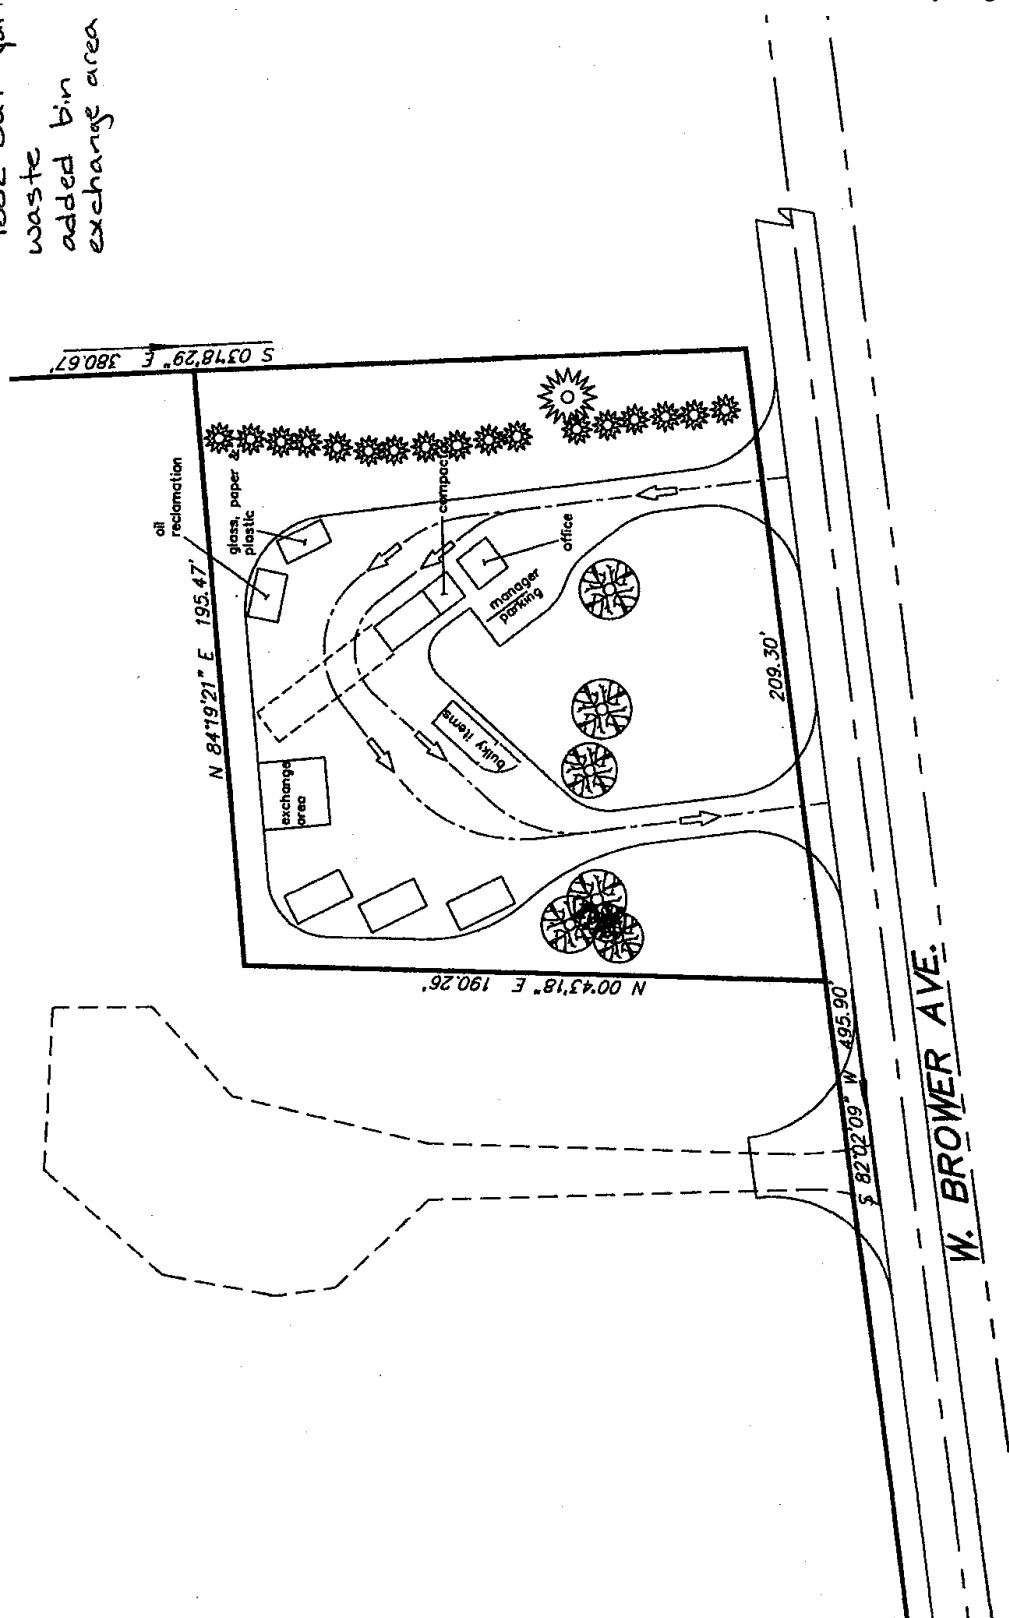 waste
added bin
exchange area
S 03°18'29" E 380.67'
oil
reclamation
glass, paper &
plastic
compactor
office
manager
parking
N 84°19'21" E 195.47'
bulky items
exchange
area
209.30'
N 00°43'18" E 190.26'
S 82°02'09" W 495.90'
W. BROWER AVE.